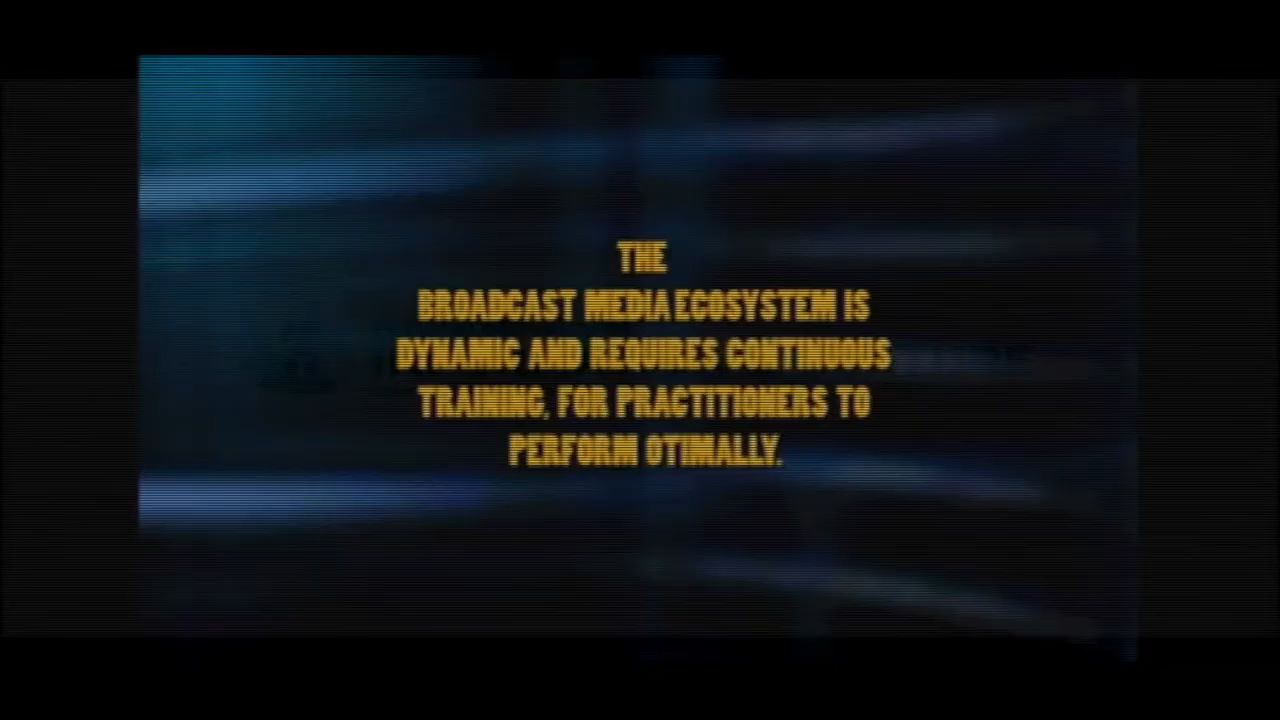 THE
BROADCAST MEDIA ECOSYSTEM IS
DYNAMIC AND REQUIRES CONTINUOUS
TRAINING, FOR PRACTITIONERS TO
PERFORM OTIMALLY.